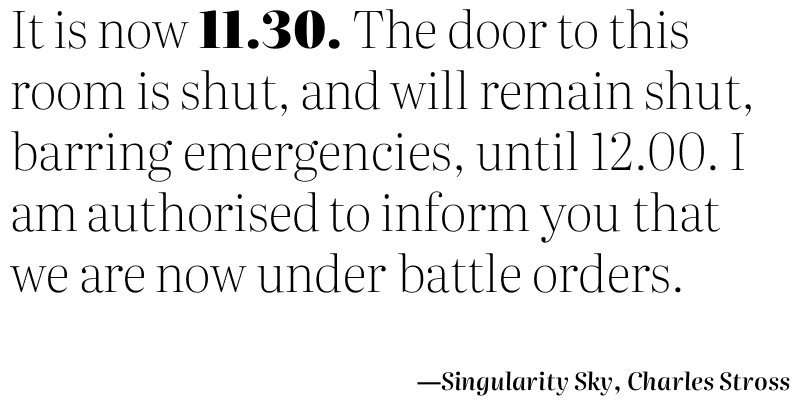 It is now 11.30. The door to this
room is shut, and will remain shut,
barring emergencies, until 12.00. I
am authorised to inform you that
we are now under battle orders.
—Singularity Sky, Charles Stross